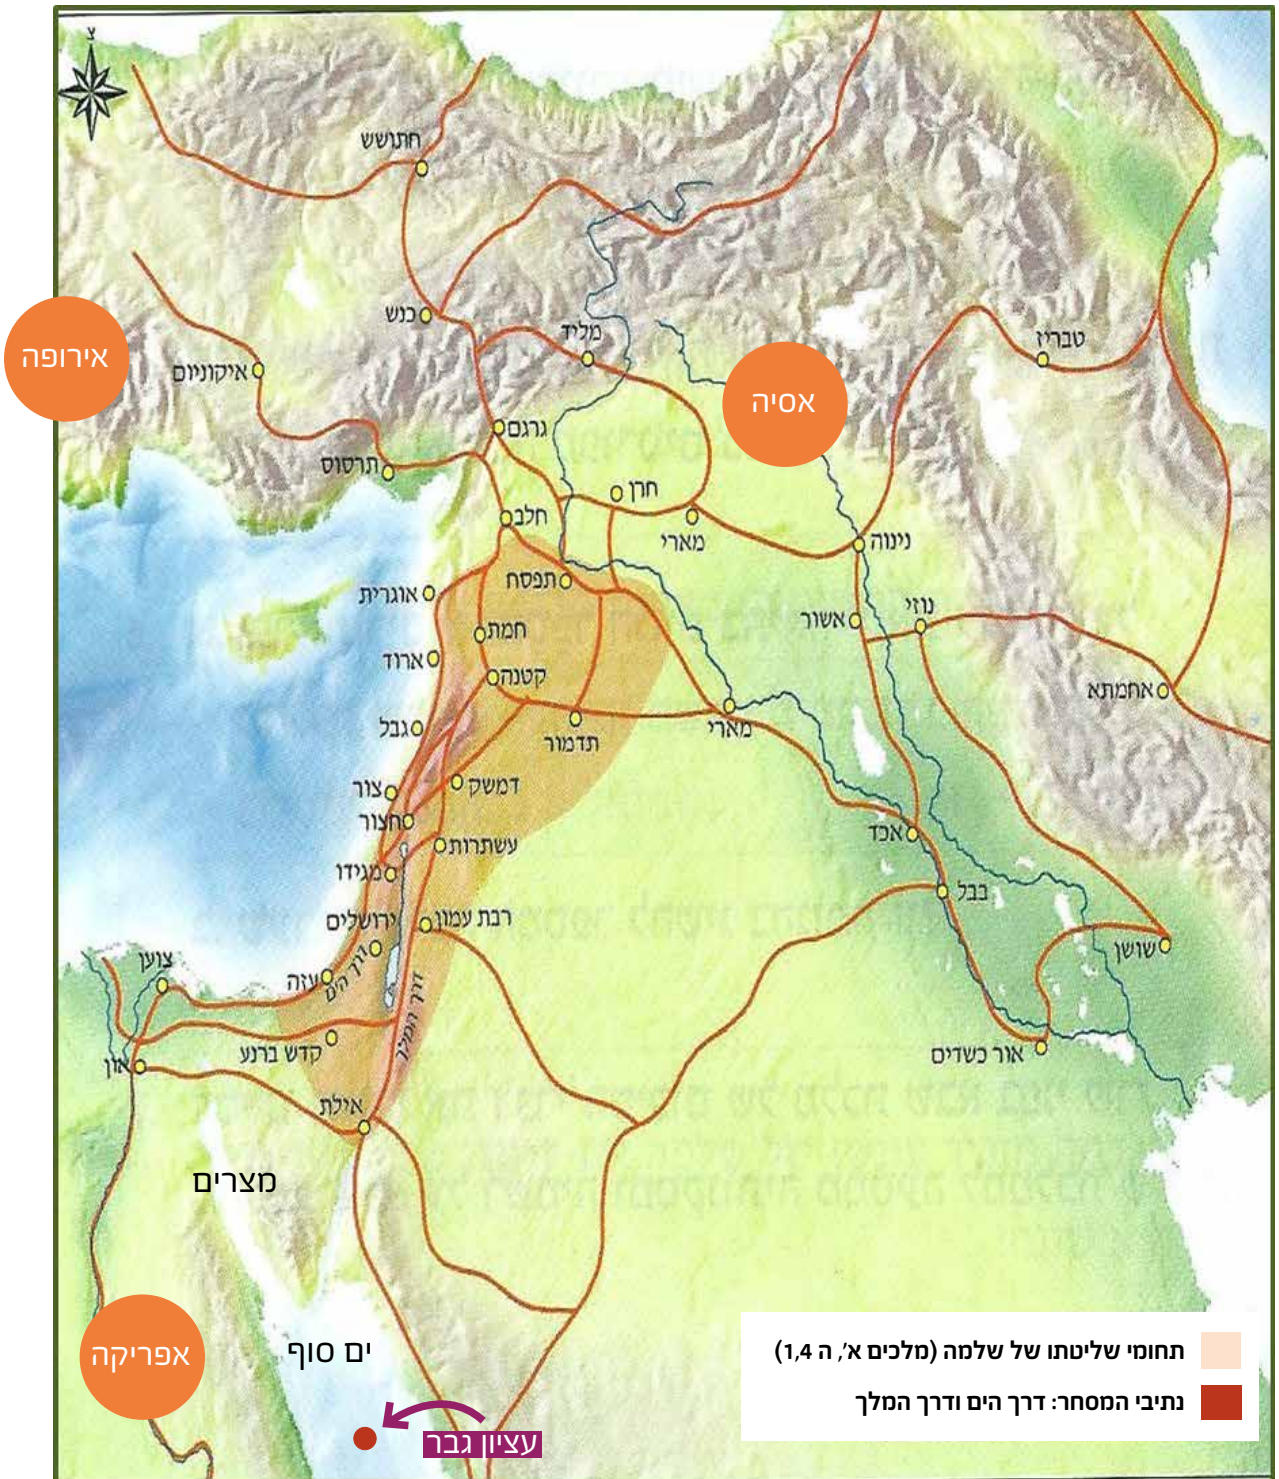 צ
חתושש
כנש
אירופה
איקוניום
מליד
אסיה
טבריז
גרגם
תרסוס
חרן
חלב
מארי
נינוה
תפסח
אוגרית
אשור
נוזי
חמת
ארוד
קטנה
אחמתא
גבל
תדמור
מארי
דמשק
צור
חצור
אכד
עשתרות
מגידו
בבל
ירושלים
רבת עמון
שושן
צוען
עזה
דרך הים
דרך המלך
קדש ברנע
און
אור כשדים
אילת
מצרים
אפריקה
ים סוף
עציון גבר
תחומי שליטתו של שלמה (מלכים א', ה 1,4)
נתיבי המסחר: דרך הים ודרך המלך